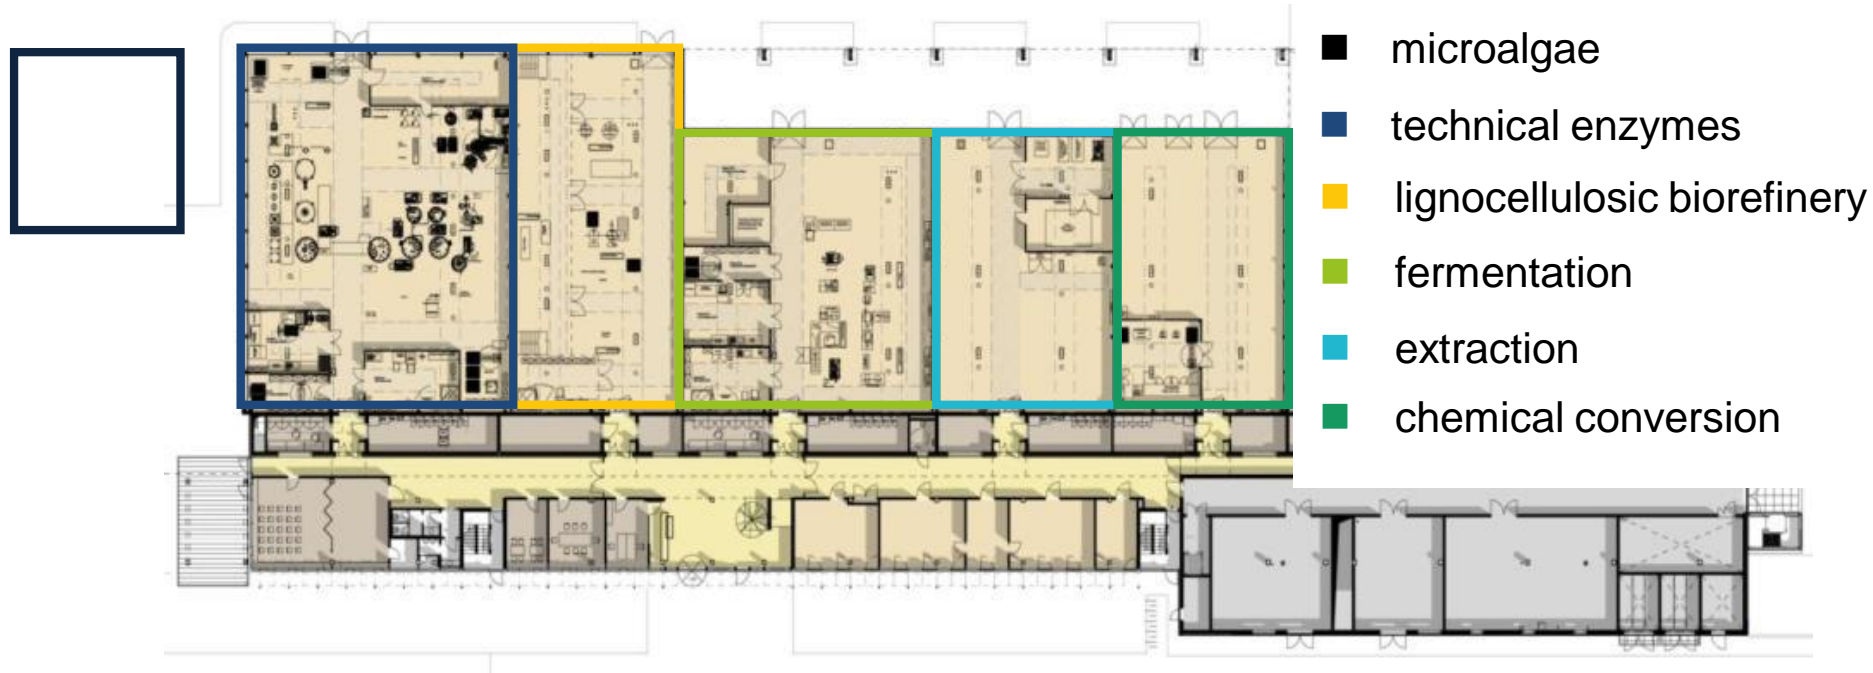 microalgae
technical enzymes
lignocellulosic biorefinery
fermentation
extraction
chemical conversion